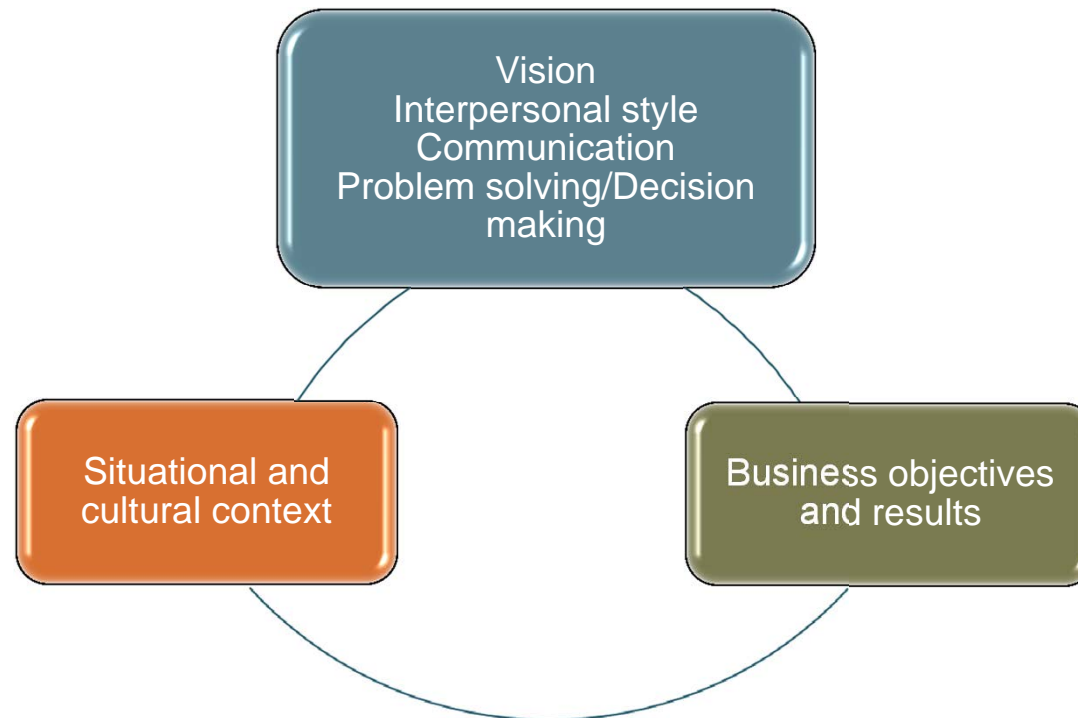 Vision
Interpersonal style
Communication
Problem solving/Decision
making
Situational and
cultural context
Business objectives
and results